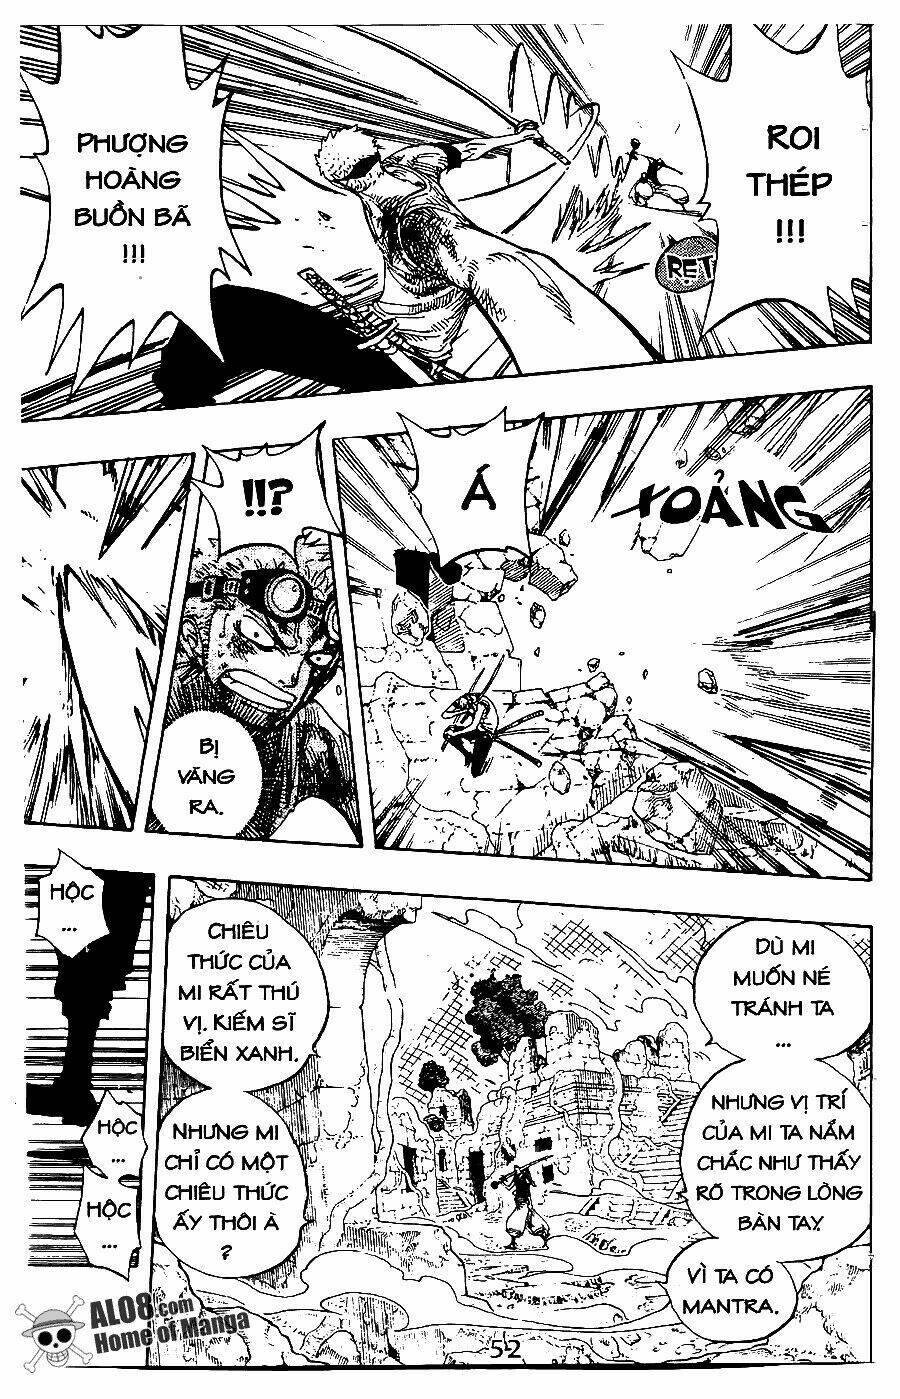 ROI
THÉP
!!!
RẸT
PHƯỢNG
HOÀNG
BUỒN BÃ
!!!
XOẢNG
Á
!!?
BỊ
VĂNG
RA.
DÙ MI
MUỐN NÉ
TRÁNH TA
...
NHƯNG VỊ TRÍ
CỦA MI TA NẮM
CHẮC NHƯ THẤY
RÕ TRONG LÒNG
BÀN TAY.
VÌ TA CÓ
MANTRA.
CHIÊU
THỨC CỦA
MI RẤT THÚ
VỊ. KIẾM SĨ
BIỂN XANH.
NHƯNG MI
CHỈ CÓ MỘT
CHIÊU THỨC
ẤY THÔI À
?
HỘC
...
HỘC
...
HỘC
...
ALO8.com
Home of Manga
52